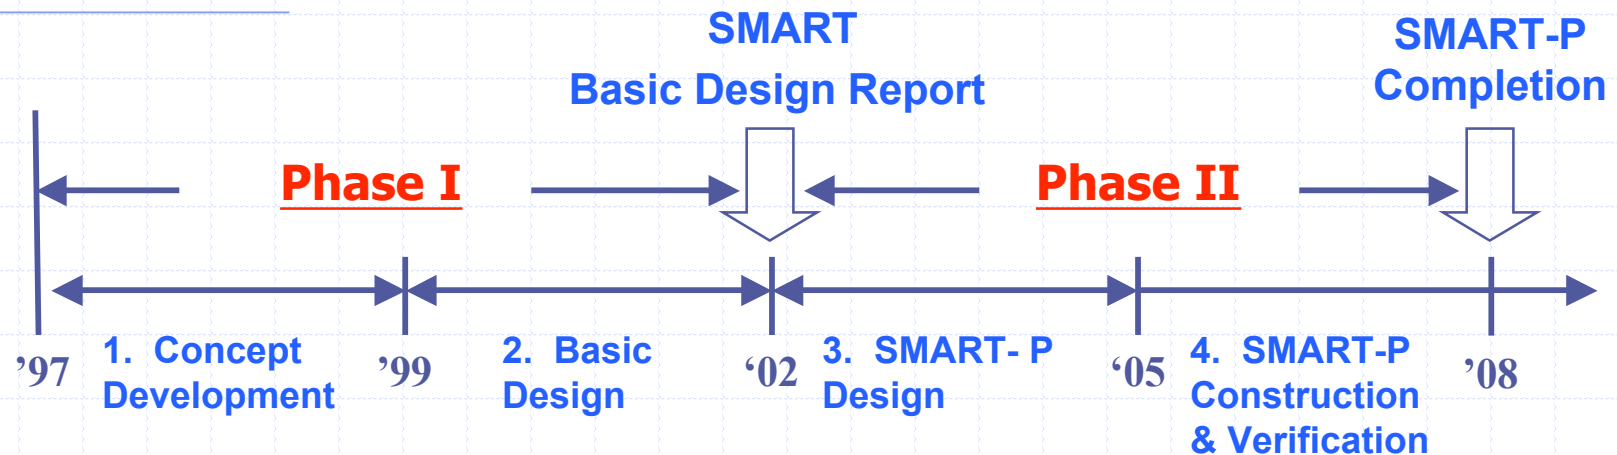 SMART
Basic Design Report
SMART-P
Completion
Phase I
Phase II
’97
1. Concept
Development
’99
2. Basic
Design
‘02
3. SMART- P
Design
‘05
4. SMART-P
Construction
& Verification
’08